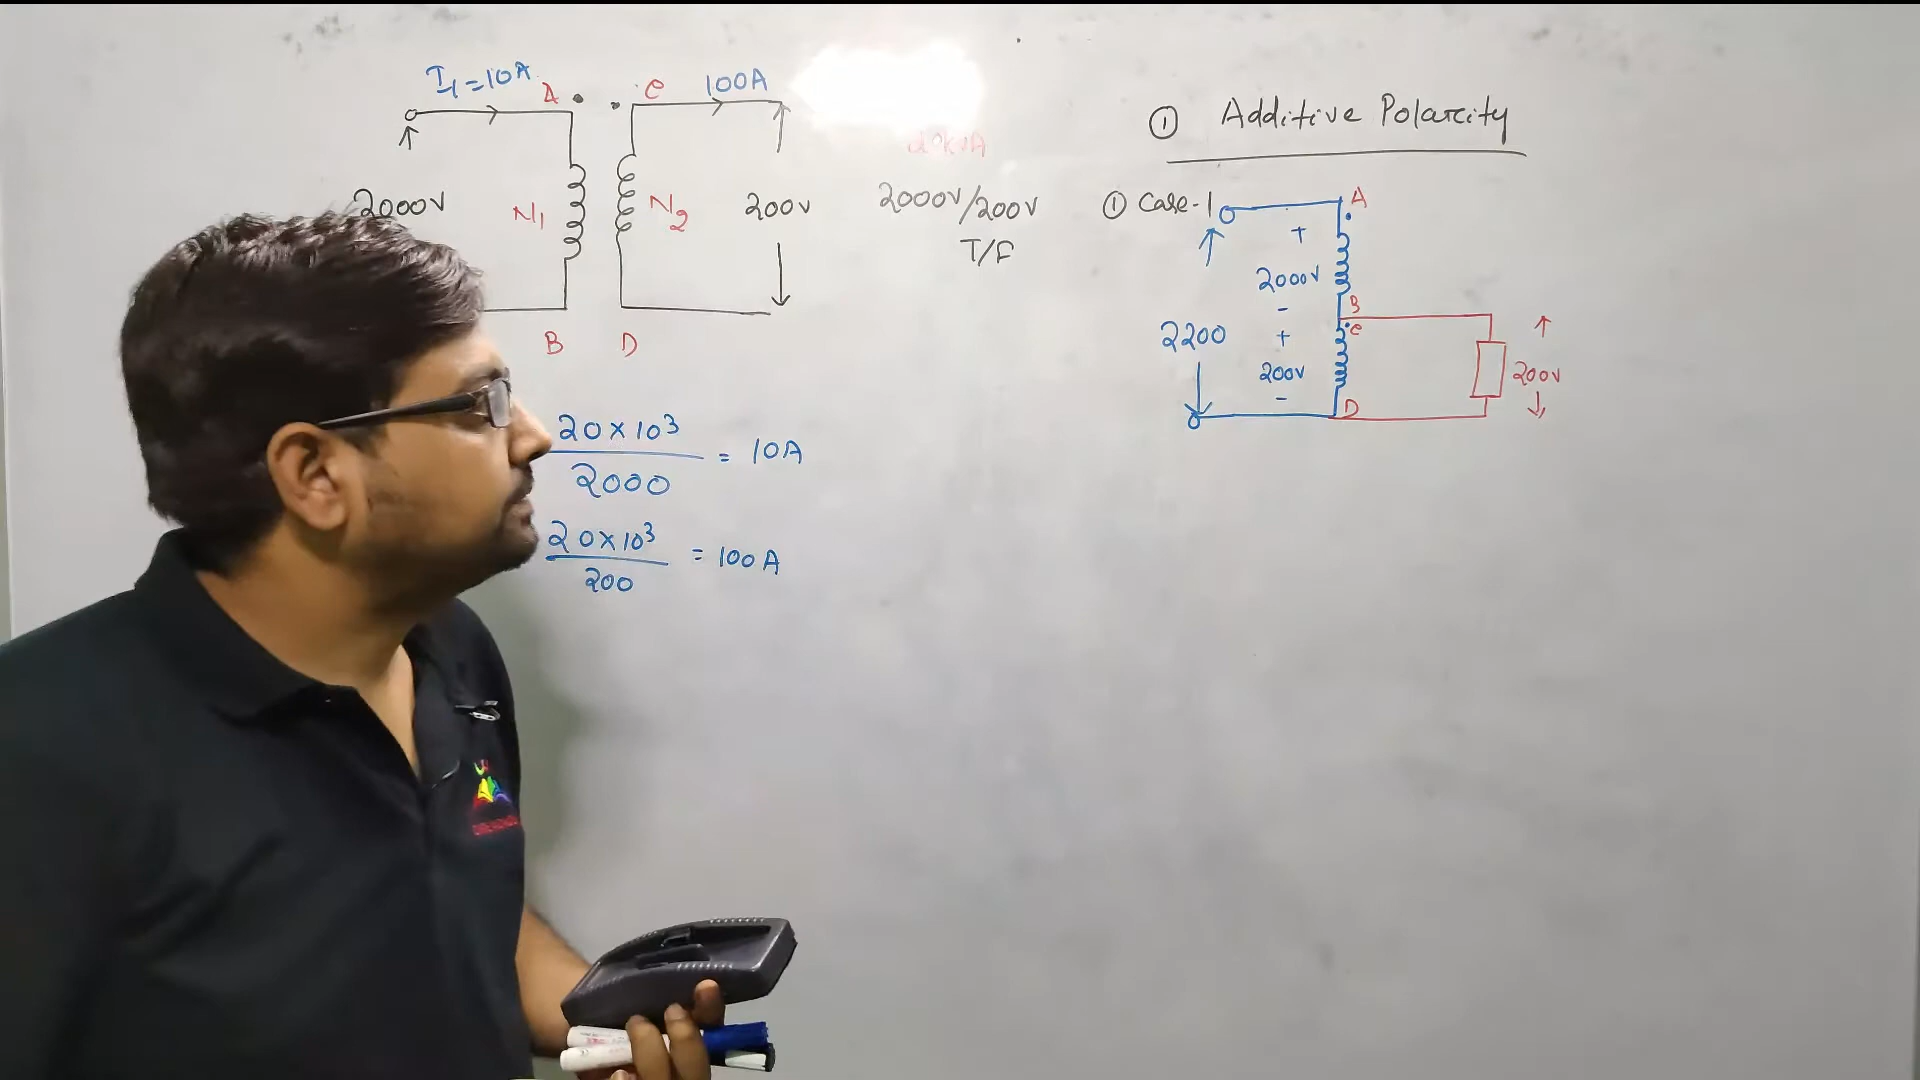 I1 = 10A
A
C
100A
2000V
N1
N2
200V
B
D
20KVA
2000V/200V
T/F
20 × 10³
2000
= 10A
20 × 10³
200
= 100A
① Additive Polarity
① Case-1
A
+
2000V
-
B
C
2200
+
200V
-
D
200V